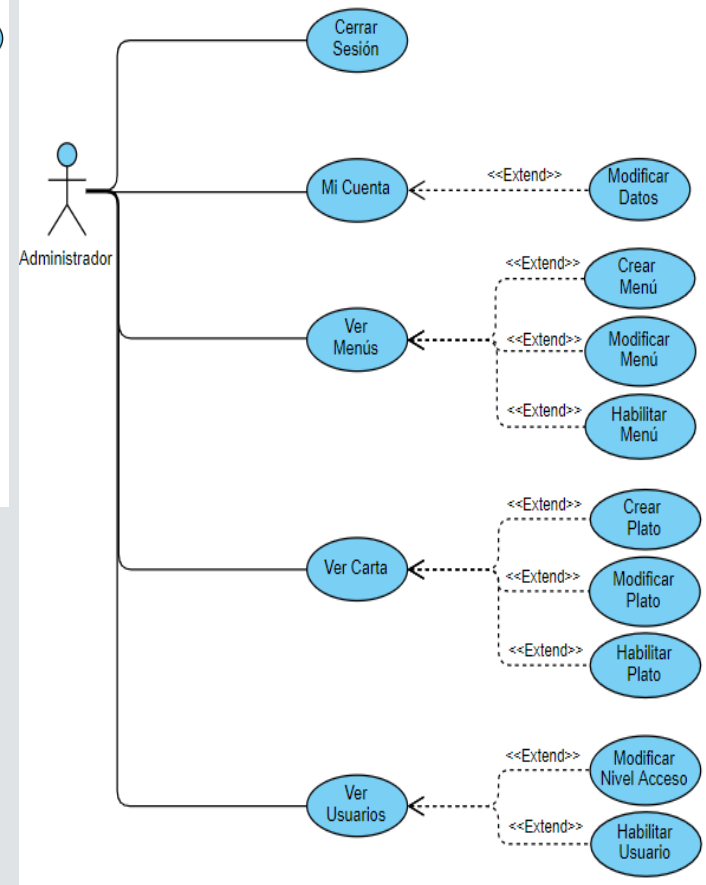 Cerrar
Sesión
Administrador
Mi Cuenta
<<Extend>>
Modificar
Datos
Ver
Menús
<<Extend>>
Crear
Menú
<<Extend>>
Modificar
Menú
<<Extend>>
Habilitar
Menú
Ver Carta
<<Extend>>
Crear
Plato
<<Extend>>
Modificar
Plato
<<Extend>>
Habilitar
Plato
Ver
Usuarios
<<Extend>>
Modificar
Nivel Acceso
<<Extend>>
Habilitar
Usuario